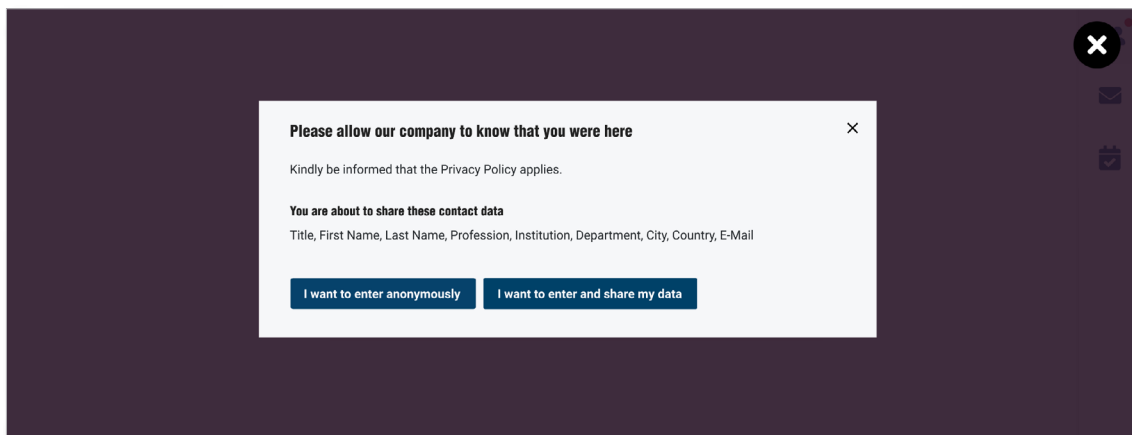 Please allow our company to know that you were here
Kindly be informed that the Privacy Policy applies.
You are about to share these contact data
Title, First Name, Last Name, Profession, Institution, Department, City, Country, E-Mail
I want to enter anonymously
I want to enter and share my data